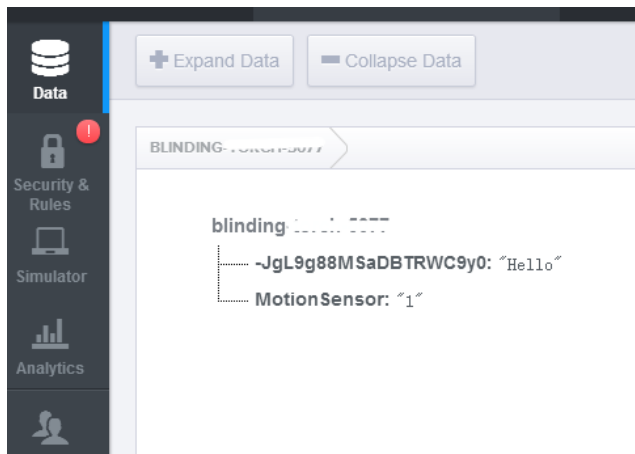 Expand Data
Collapse Data
Data
!
BLINDING-
Security & Rules
blinding-
-JgL9g88MSaDBTRWC9y0: "Hello"
MotionSensor: "1"
Simulator
Analytics